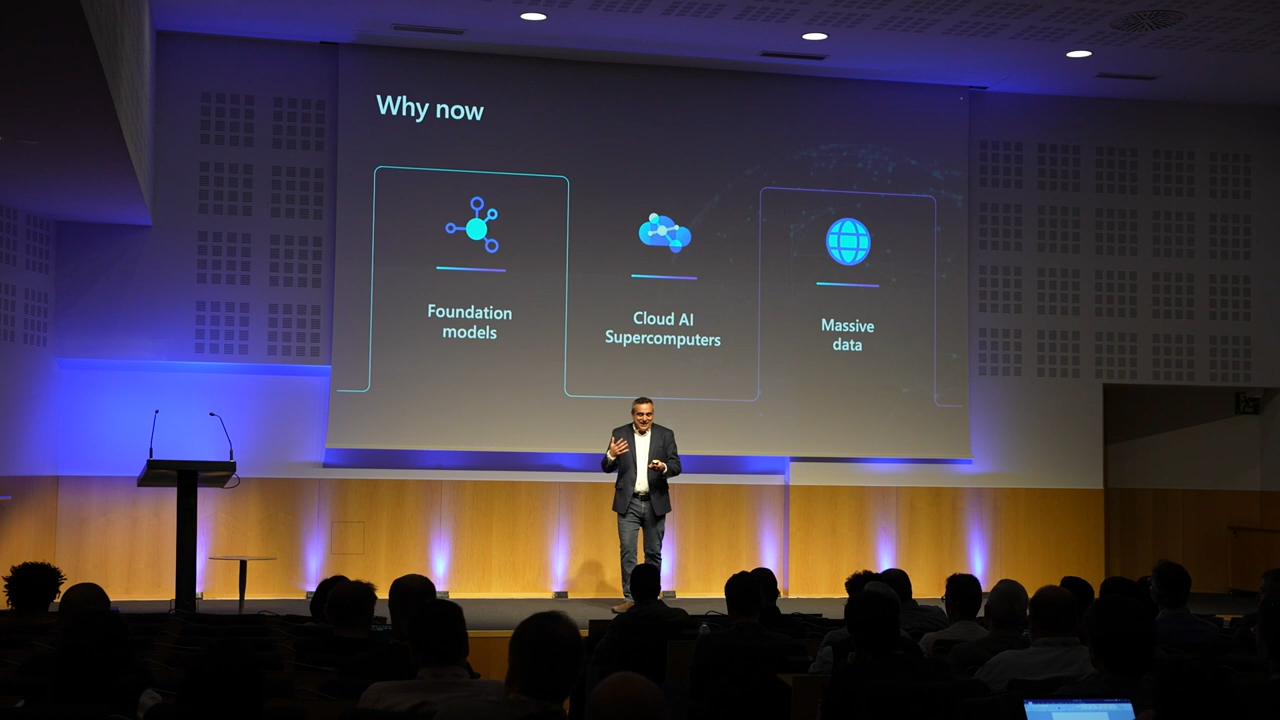 Why now
Foundation
models
Cloud AI
Supercomputers
Massive
data